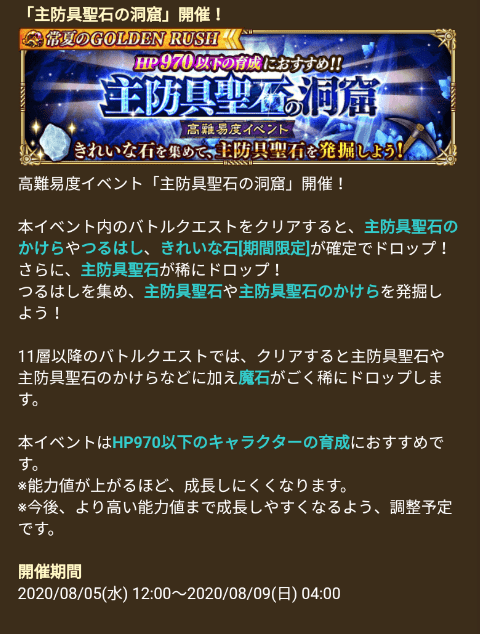 「主防具聖石の洞窟」開催！
常夏のGOLDEN RUSH
HP970以下の育成におすすめ!!
主防具聖石の洞窟
高難易度イベント
きれいな石を集めて、主防具聖石を発掘しよう!
高難易度イベント「主防具聖石の洞窟」開催！
本イベント内のバトルクエストをクリアすると、主防具聖石の
かけらやつるはし、きれいな石[期間限定]が確定でドロップ！
さらに、主防具聖石が稀にドロップ！
つるはしを集め、主防具聖石や主防具聖石のかけらを発掘し
よう！
11層以降のバトルクエストでは、クリアすると主防具聖石や
主防具聖石のかけらなどに加え魔石がごく稀にドロップしま
す。
本イベントはHP970以下のキャラクターの育成におすすめで
す。
※能力値が上がるほど、成長しにくくなります。
※今後、より高い能力値まで成長しやすくなるよう、調整予定
です。
開催期間
2020/08/05(水) 12:00～2020/08/09(日) 04:00